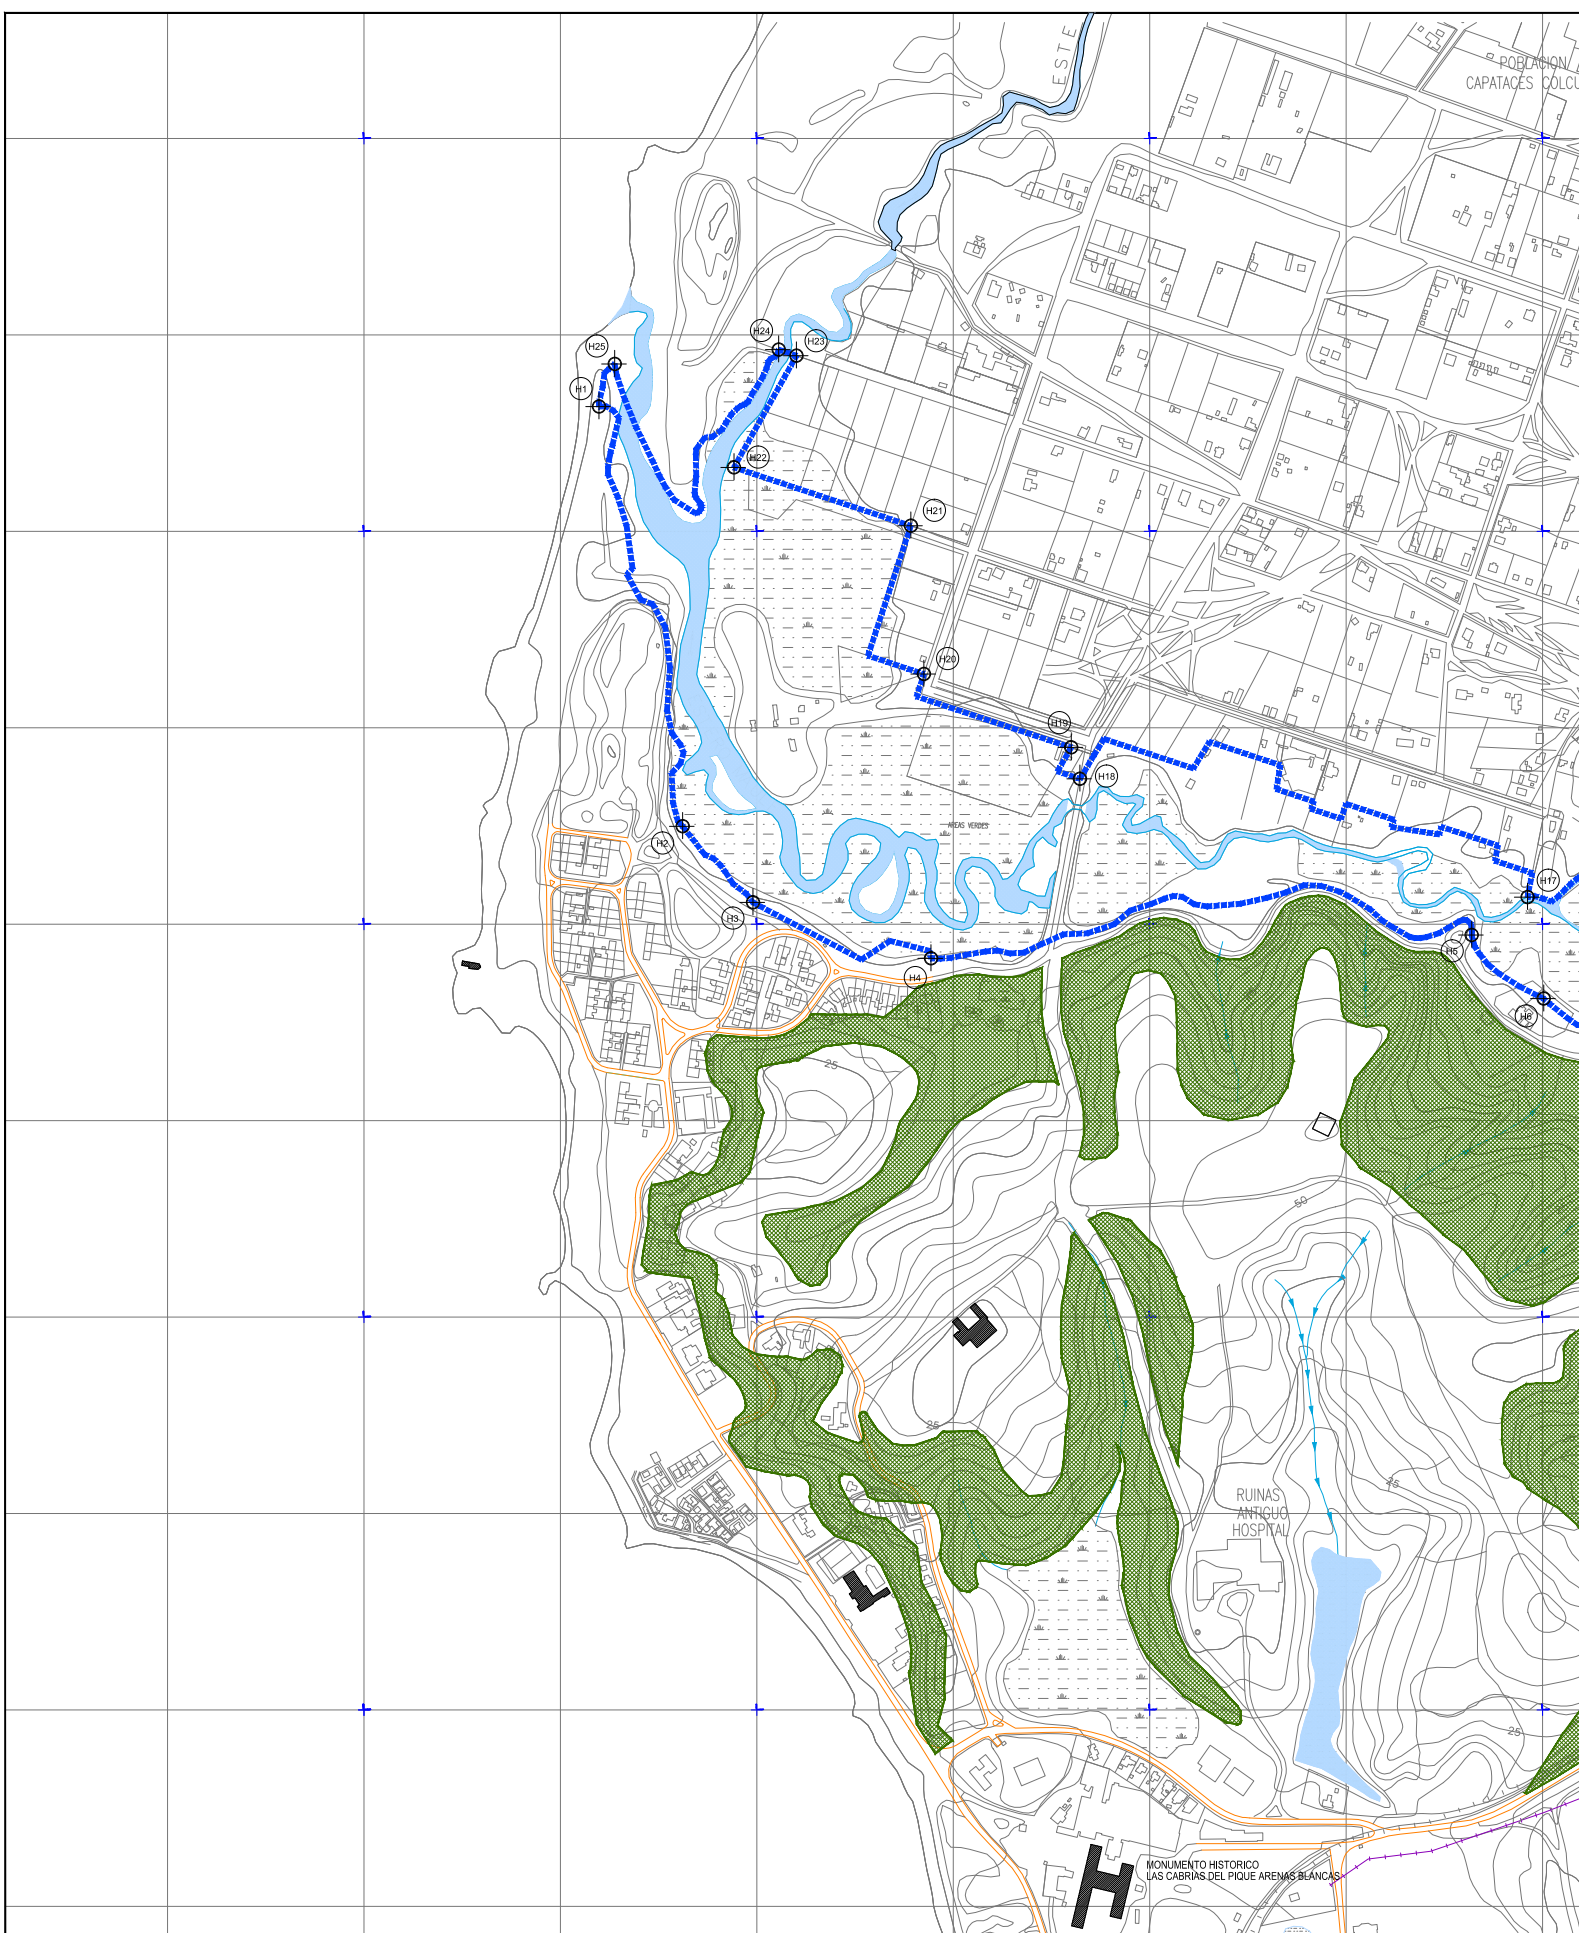 ESTE
POBLACION
CAPATACES COLCU
H24
H23
H25
H1
H22
H21
H20
H19
H18
AREAS VERDES
H2
H17
H3
H5
H4
H6
25
50
25
25
RUINAS
ANTIGUO
HOSPITAL
25
MONUMENTO HISTORICO
LAS CABRIAS DEL PIQUE ARENAS BLANCAS